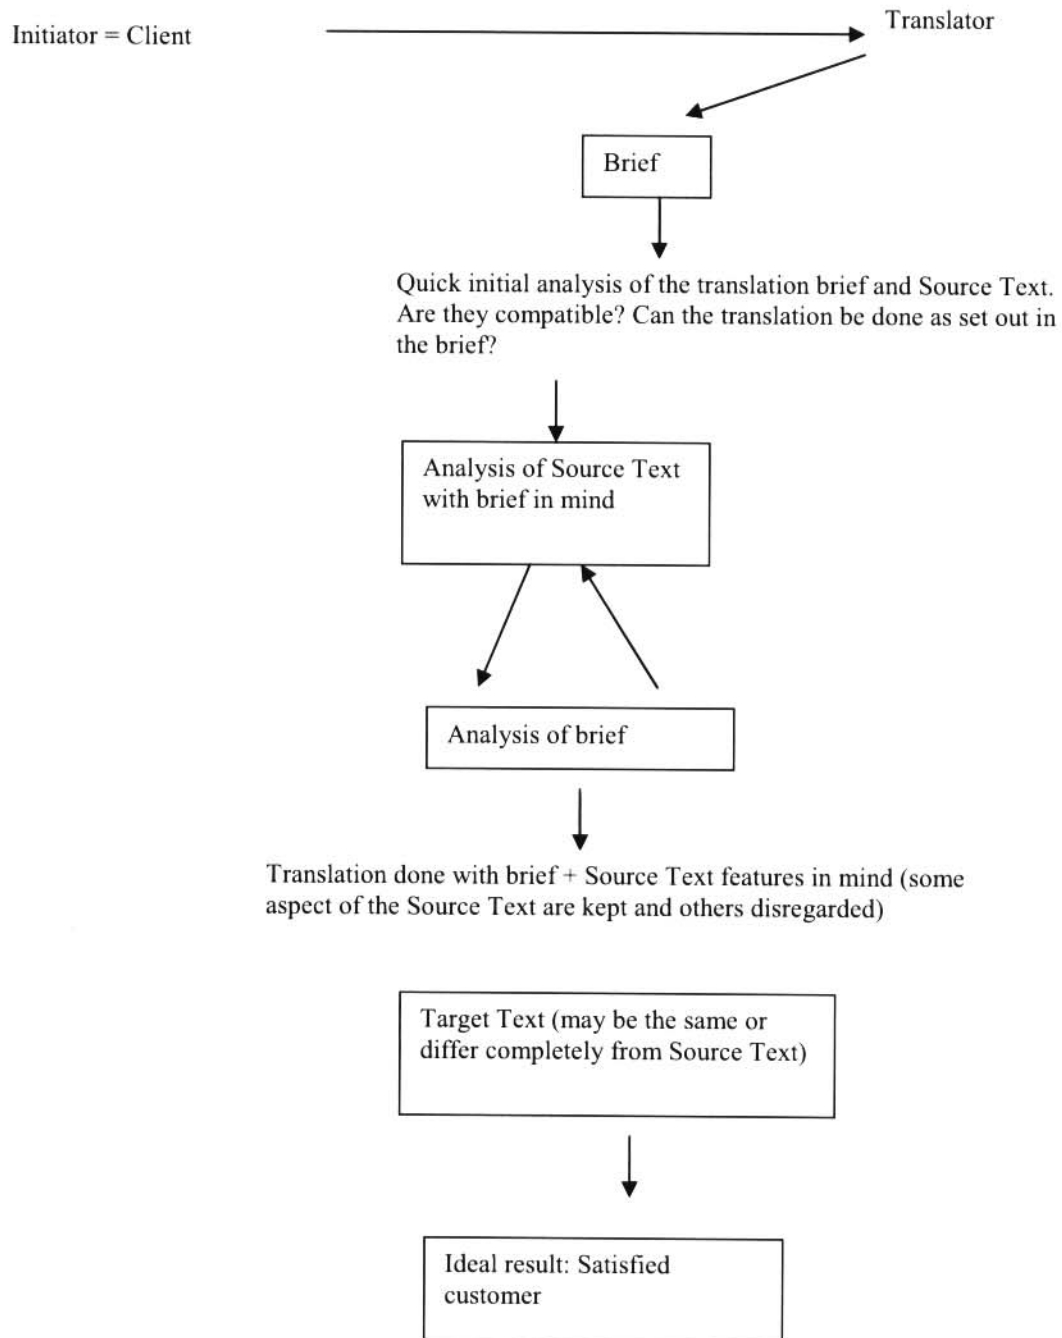 Initiator = Client
Translator
Brief
Quick initial analysis of the translation brief and Source Text.
Are they compatible? Can the translation be done as set out in
the brief?
Analysis of Source Text
with brief in mind
Analysis of brief
Translation done with brief + Source Text features in mind (some
aspect of the Source Text are kept and others disregarded)
Target Text (may be the same or
differ completely from Source Text)
Ideal result: Satisfied
customer